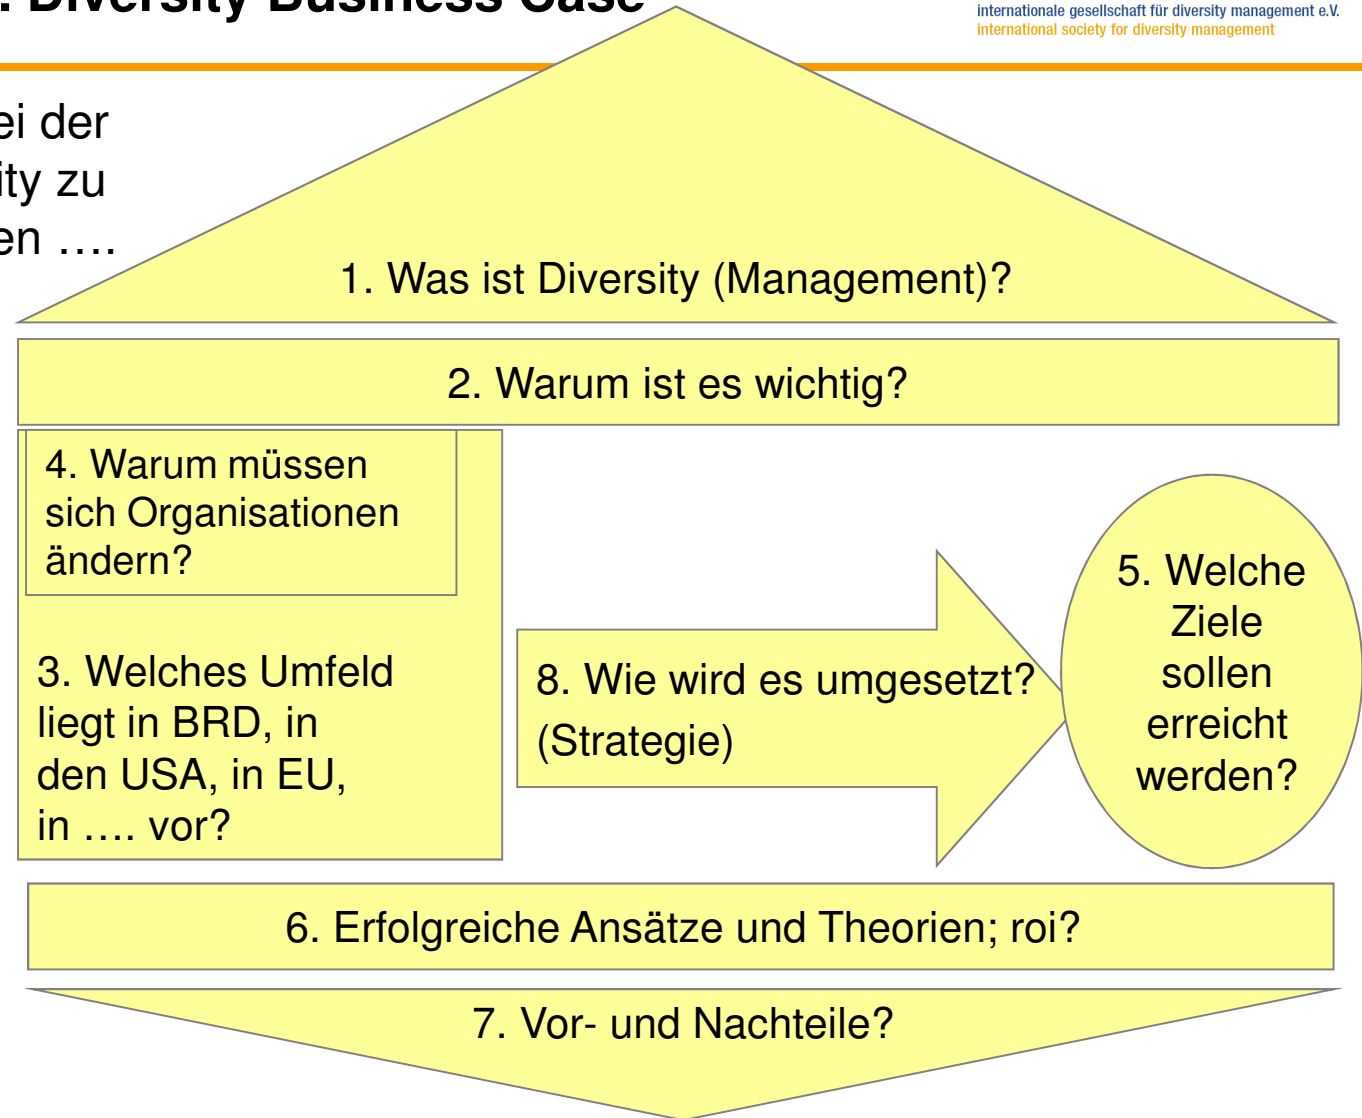 . Diversity Business Case
internationale gesellschaft für diversity management e.V.
international society for diversity management
ei der
ity zu
en ….
1. Was ist Diversity (Management)?
2. Warum ist es wichtig?
4. Warum müssen
sich Organisationen
ändern?
3. Welches Umfeld
liegt in BRD, in
den USA, in EU,
in …. vor?
8. Wie wird es umgesetzt?
(Strategie)
5. Welche
Ziele
sollen
erreicht
werden?
6. Erfolgreiche Ansätze und Theorien; roi?
7. Vor- und Nachteile?